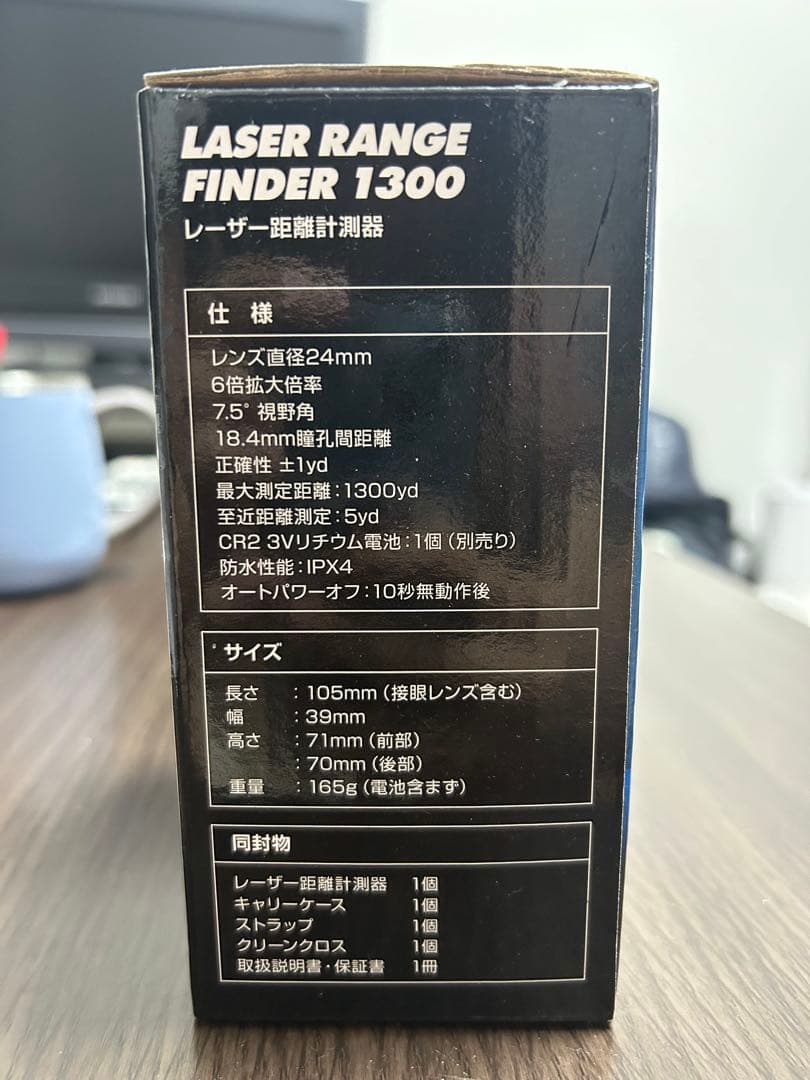 LASER RANGE
FINDER 1300
レーザー距離計測器
仕 様
レンズ直径24mm
6倍拡大倍率
7.5° 視野角
18.4mm瞳孔間距離
正確性 ±1yd
最大測定距離:1300yd
至近距離測定:5yd
CR2 3Vリチウム電池:1個(別売り)
防水性能:IPX4
オートパワーオフ:10秒無動作後
サイズ
長さ :105mm(接眼レンズ含む)
幅 :39mm
高さ :71mm(前部)
:70mm(後部)
重量 :165g(電池含まず)
同封物
レーザー距離計測器 1個
キャリーケース 1個
ストラップ 1個
クリーンクロス 1個
取扱説明書・保証書 1冊